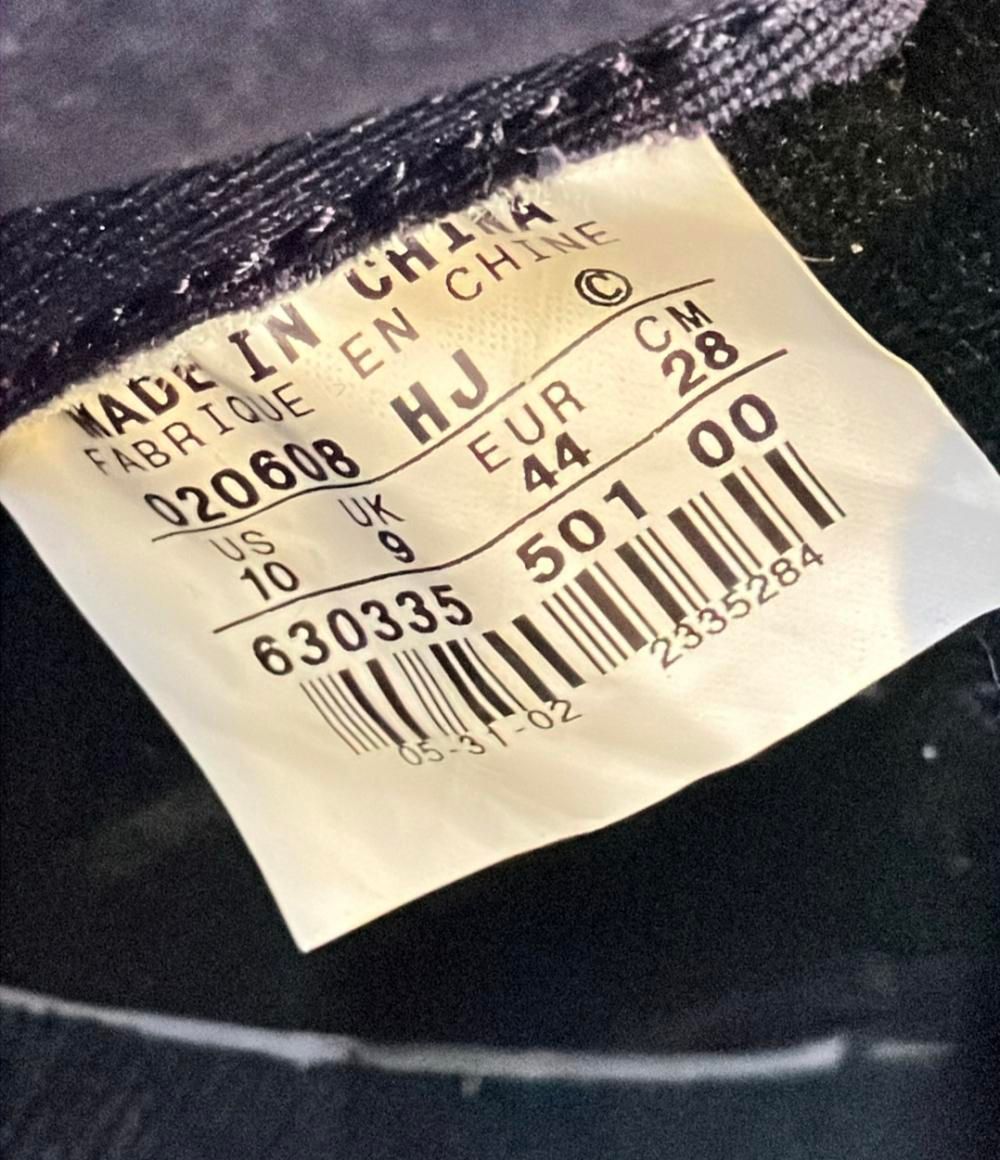 MADE IN CHINA
FABRIQUE EN CHINE
020608 HJ ©
US UK EUR CM
10 9 44 28
630335 501 00
05-31-02 2335284